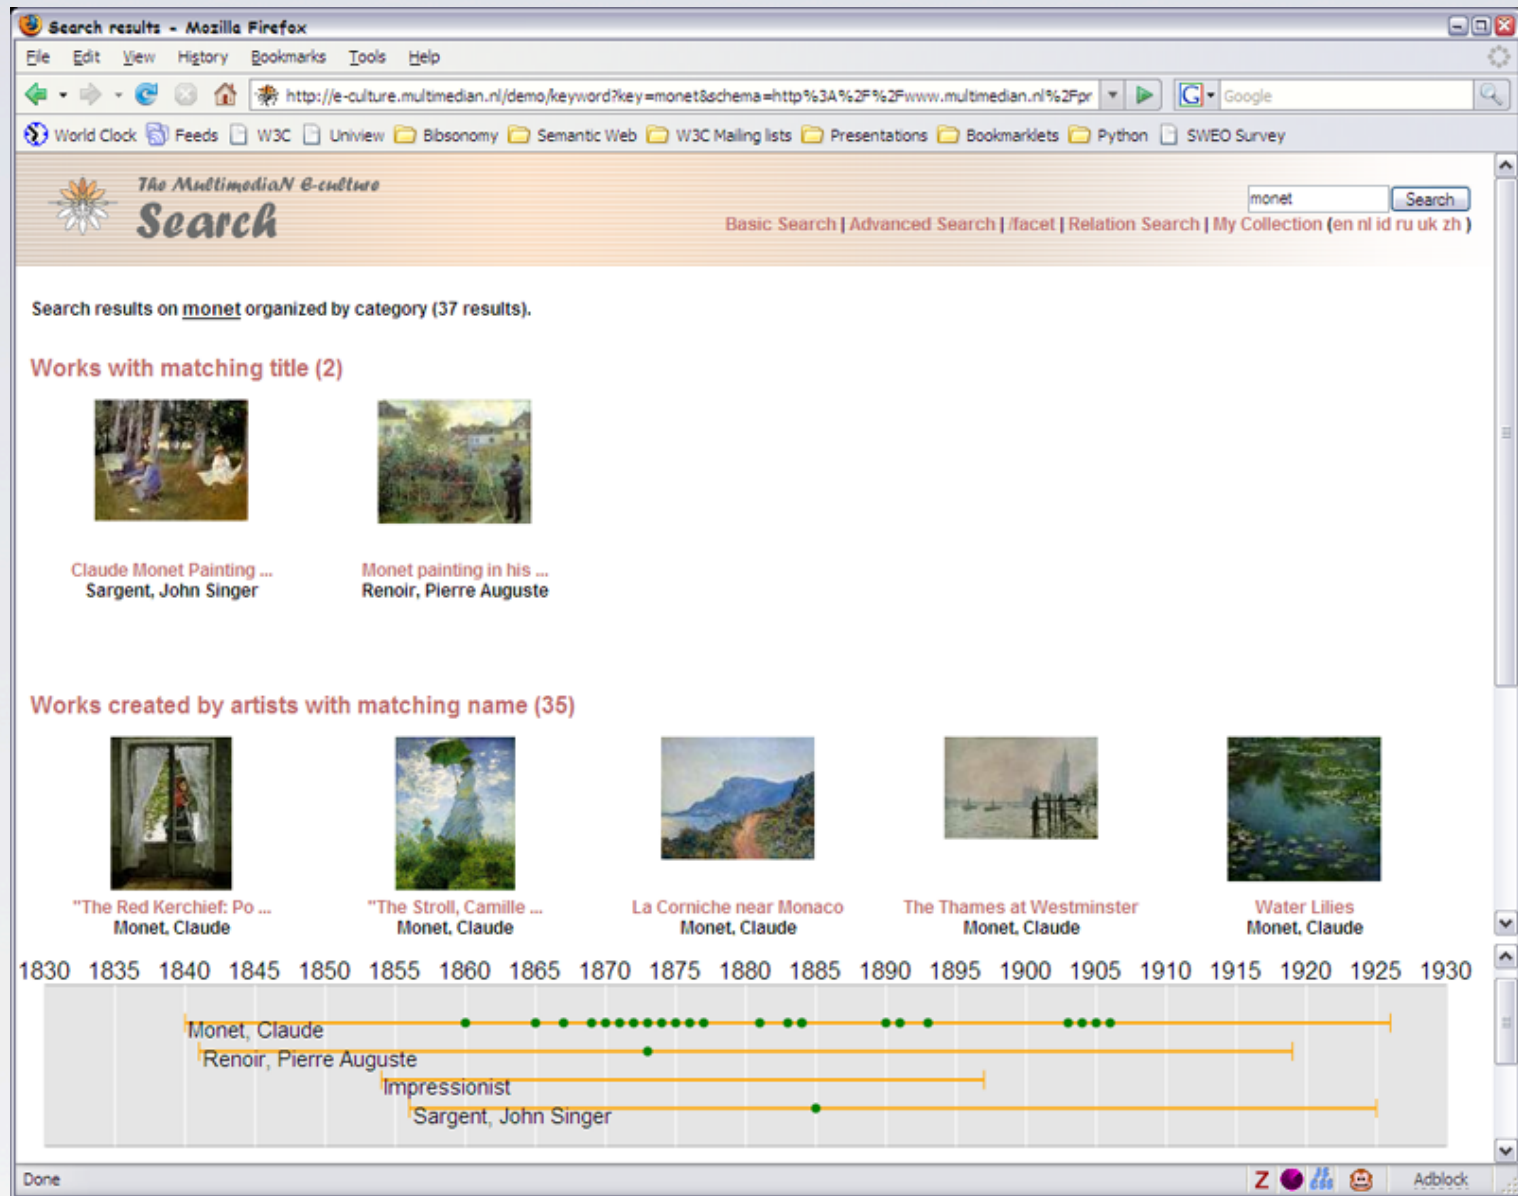 Search results - Mozilla Firefox
File Edit View History Bookmarks Tools Help
http://e-culture.multimedian.nl/demo/keyword?key=monet&schema=http%3A%2F%2Fwww.multimedian.nl%2Fpr G Google
World Clock Feeds W3C Uniview Bibsonomy Semantic Web W3C Mailing lists Presentations Bookmarklets Python SWEO Survey
The MultimediaN E-culture
Search
monet Search
Basic Search | Advanced Search | /facet | Relation Search | My Collection (en nl id ru uk zh )
Search results on monet organized by category (37 results).
Works with matching title (2)
Claude Monet Painting ... Monet painting in his ...
Sargent, John Singer Renoir, Pierre Auguste
Works created by artists with matching name (35)
"The Red Kerchief: Po ... "The Stroll, Camille ... La Corniche near Monaco The Thames at Westminster Water Lilies
Monet, Claude Monet, Claude Monet, Claude Monet, Claude Monet, Claude
1830 1835 1840 1845 1850 1855 1860 1865 1870 1875 1880 1885 1890 1895 1900 1905 1910 1915 1920 1925 1930
Monet, Claude
Renoir, Pierre Auguste
Impressionist
Sargent, John Singer
Done Z Adblock